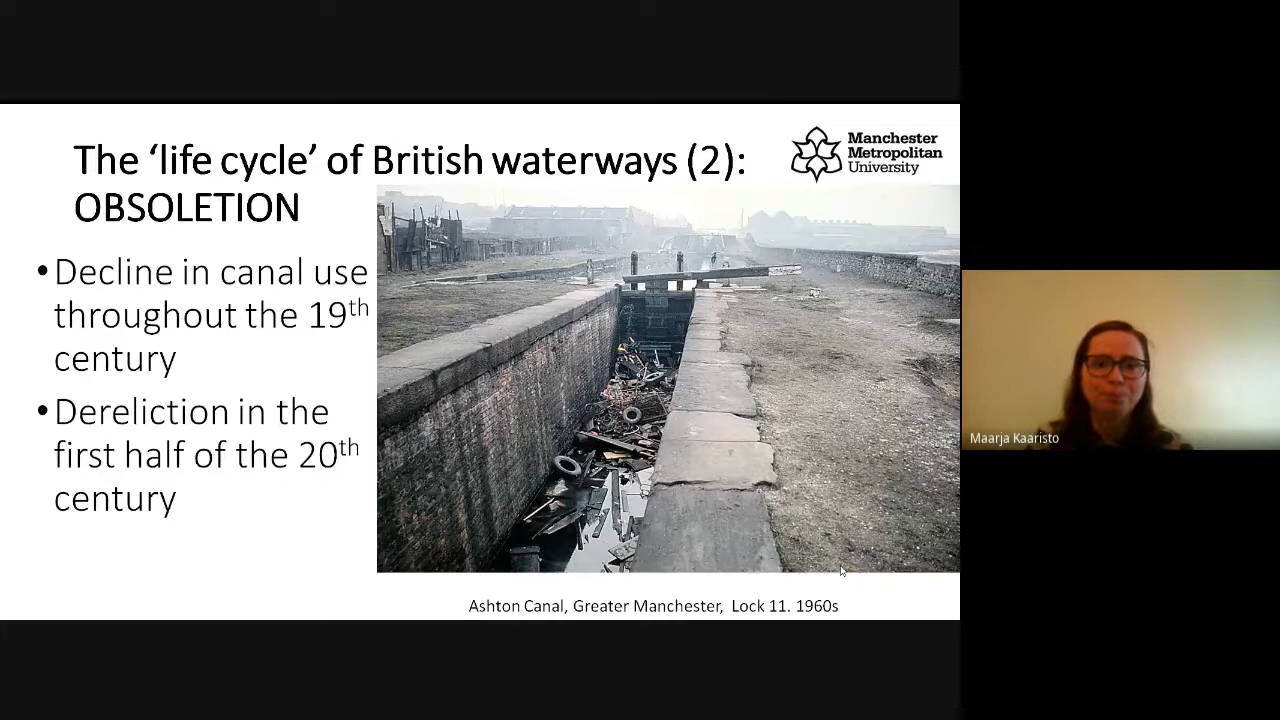 The ‘life cycle’ of British waterways (2):
OBSOLETION
Manchester
Metropolitan
University
•Decline in canal use
throughout the 19th
century
•Dereliction in the
first half of the 20th
century
Ashton Canal, Greater Manchester, Lock 11. 1960s
Maarja Kaaristo